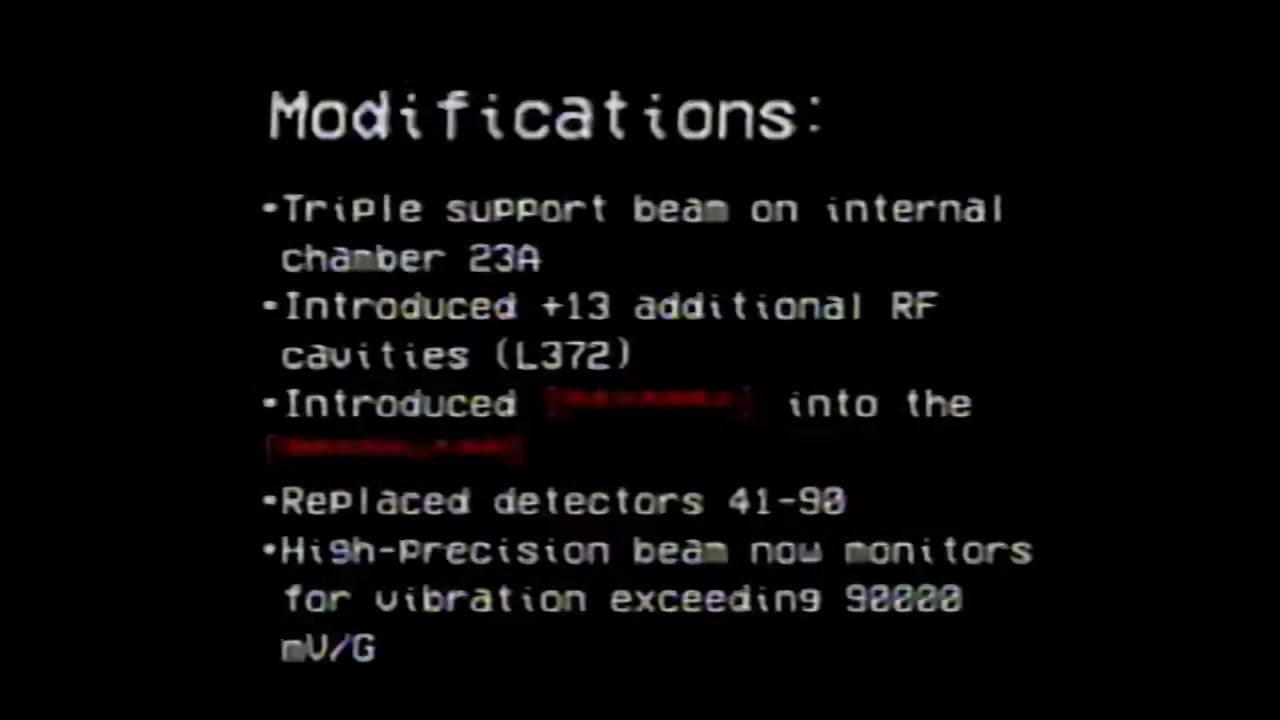 Modifications:
•Triple support beam on internal
chamber 23A
•Introduced +13 additional RF
cavities (L372)
•Introduced into the
•Replaced detectors 41-90
•High-precision beam now monitors
for vibration exceeding 90000
mV/G